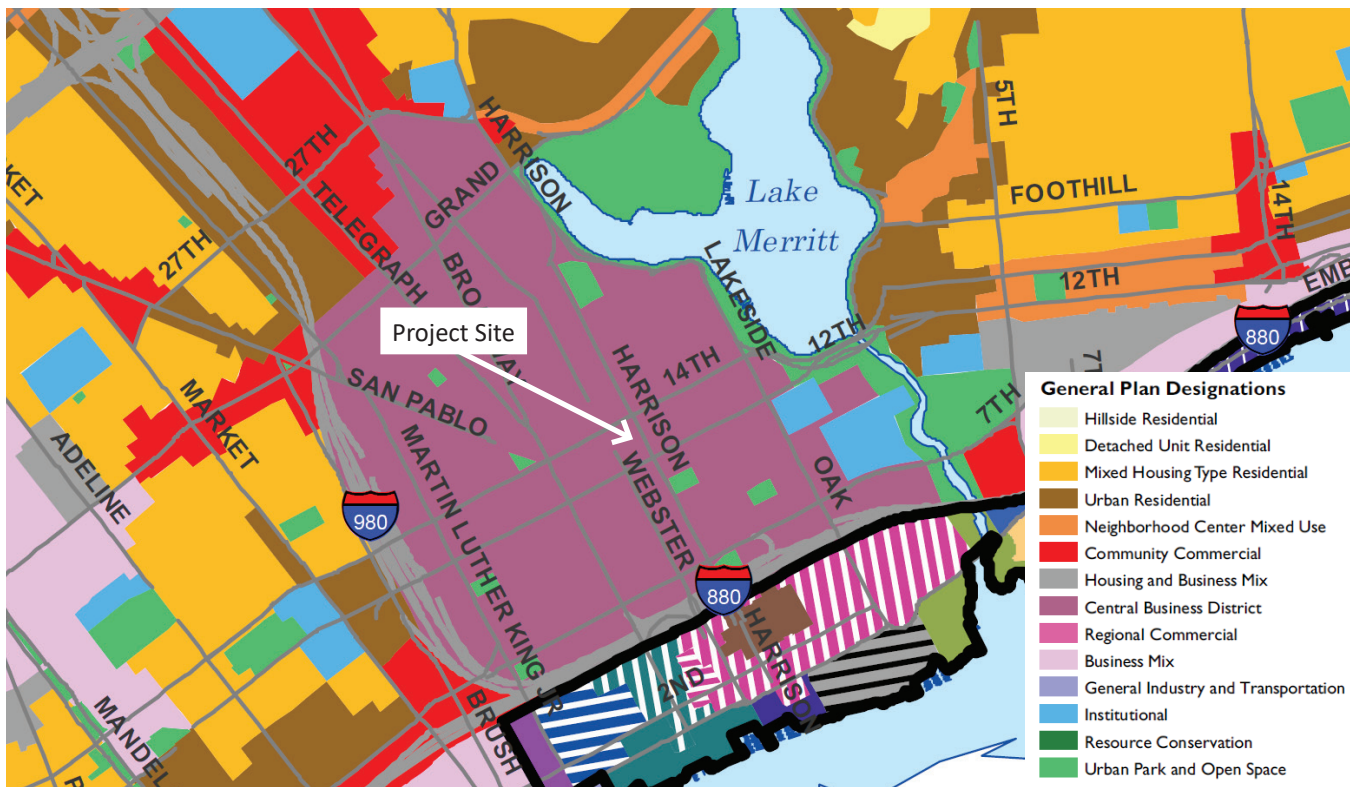 HARRISON
5TH
27TH
KET
TELEGRAPH
GRAND
Lake
Merritt
FOOTHILL
14TH
27TH
BROADWAY
LAKESIDE
12TH
EMB
880
Project Site
12TH
HARRISON
14TH
SAN PABLO
MARKET
ADELINE
MARTIN LUTHER KING JR
WEBSTER
OAK
7TH
980
880
HARRISON
2ND
BRUSH
MANDEL
General Plan Designations
Hillside Residential
Detached Unit Residential
Mixed Housing Type Residential
Urban Residential
Neighborhood Center Mixed Use
Community Commercial
Housing and Business Mix
Central Business District
Regional Commercial
Business Mix
General Industry and Transportation
Institutional
Resource Conservation
Urban Park and Open Space